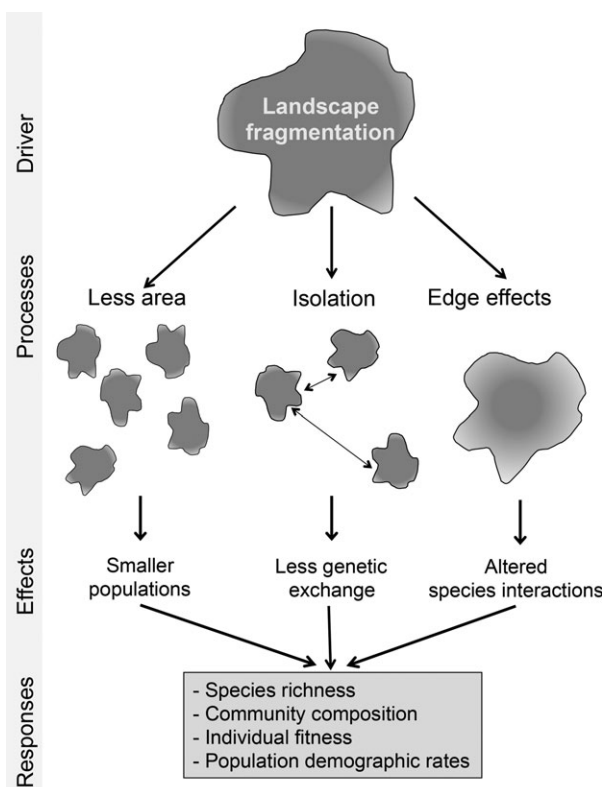 Driver
Landscape
fragmentation
Processes
Less area
Isolation
Edge effects
Effects
Smaller
populations
Less genetic
exchange
Altered
species interactions
Responses
- Species richness
- Community composition
- Individual fitness
- Population demographic rates